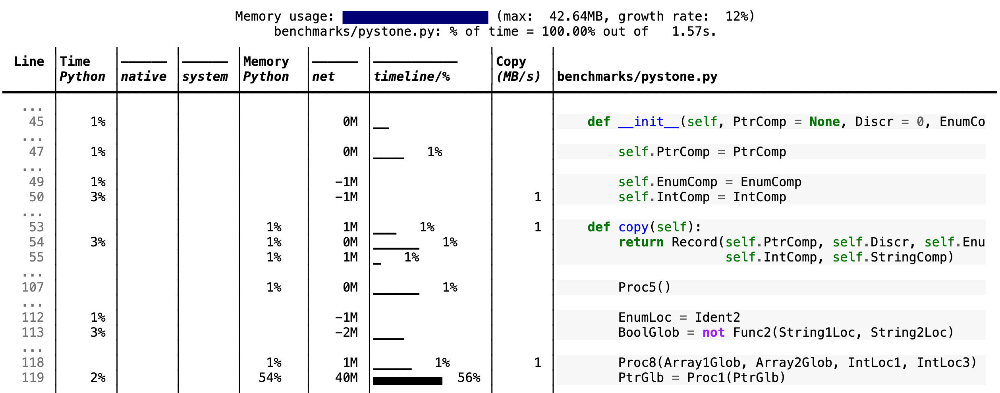 Memory usage: (max: 42.64MB, growth rate: 12%)
benchmarks/pystone.py: % of time = 100.00% out of 1.57s.
Line Time Memory Copy
Python native system Python net timeline/% (MB/s) benchmarks/pystone.py
...
45 1% 0M def __init__(self, PtrComp = None, Discr = 0, EnumCo
...
47 1% 0M 1% self.PtrComp = PtrComp
...
49 1% −1M self.EnumComp = EnumComp
50 3% −1M 1 self.IntComp = IntComp
...
53 1% 1M 1% 1 def copy(self):
54 3% 1% 0M 1% return Record(self.PtrComp, self.Discr, self.Enu
55 1% 1M 1% self.IntComp, self.StringComp)
...
107 1% 0M 1% Proc5()
...
112 1% −1M EnumLoc = Ident2
113 3% −2M BoolGlob = not Func2(String1Loc, String2Loc)
...
118 1% 1M 1% 1 Proc8(Array1Glob, Array2Glob, IntLoc1, IntLoc3)
119 2% 54% 40M 56% PtrGlb = Proc1(PtrGlb)